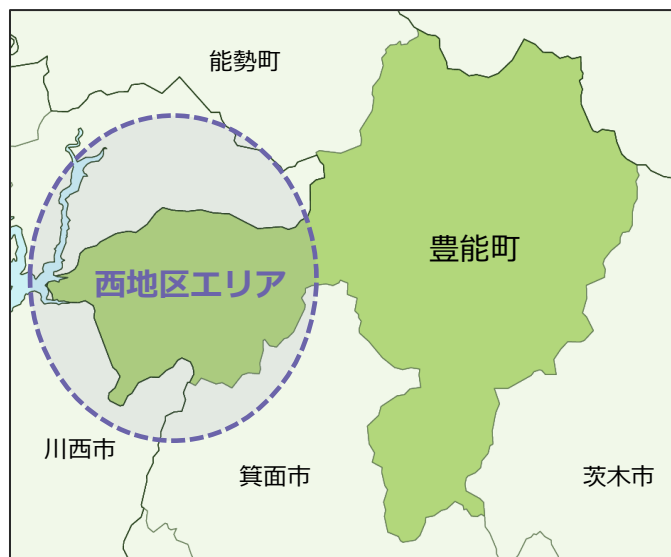 能勢町
豊能町
西地区エリア
川西市
箕面市
茨木市